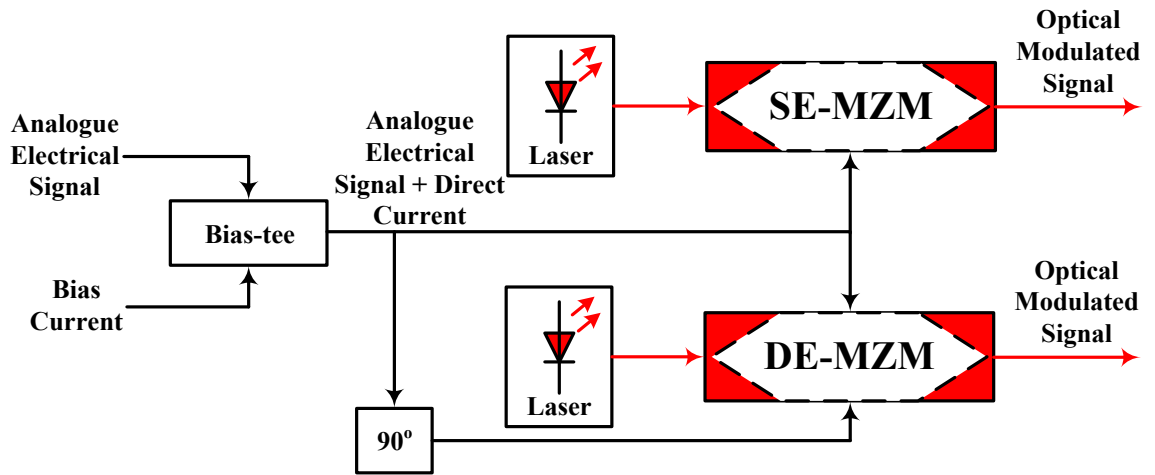 Analogue
Electrical
Signal
Bias
Current
Bias-tee
Analogue
Electrical
Signal + Direct
Current
90°
Laser
SE-MZM
Optical
Modulated
Signal
Laser
DE-MZM
Optical
Modulated
Signal